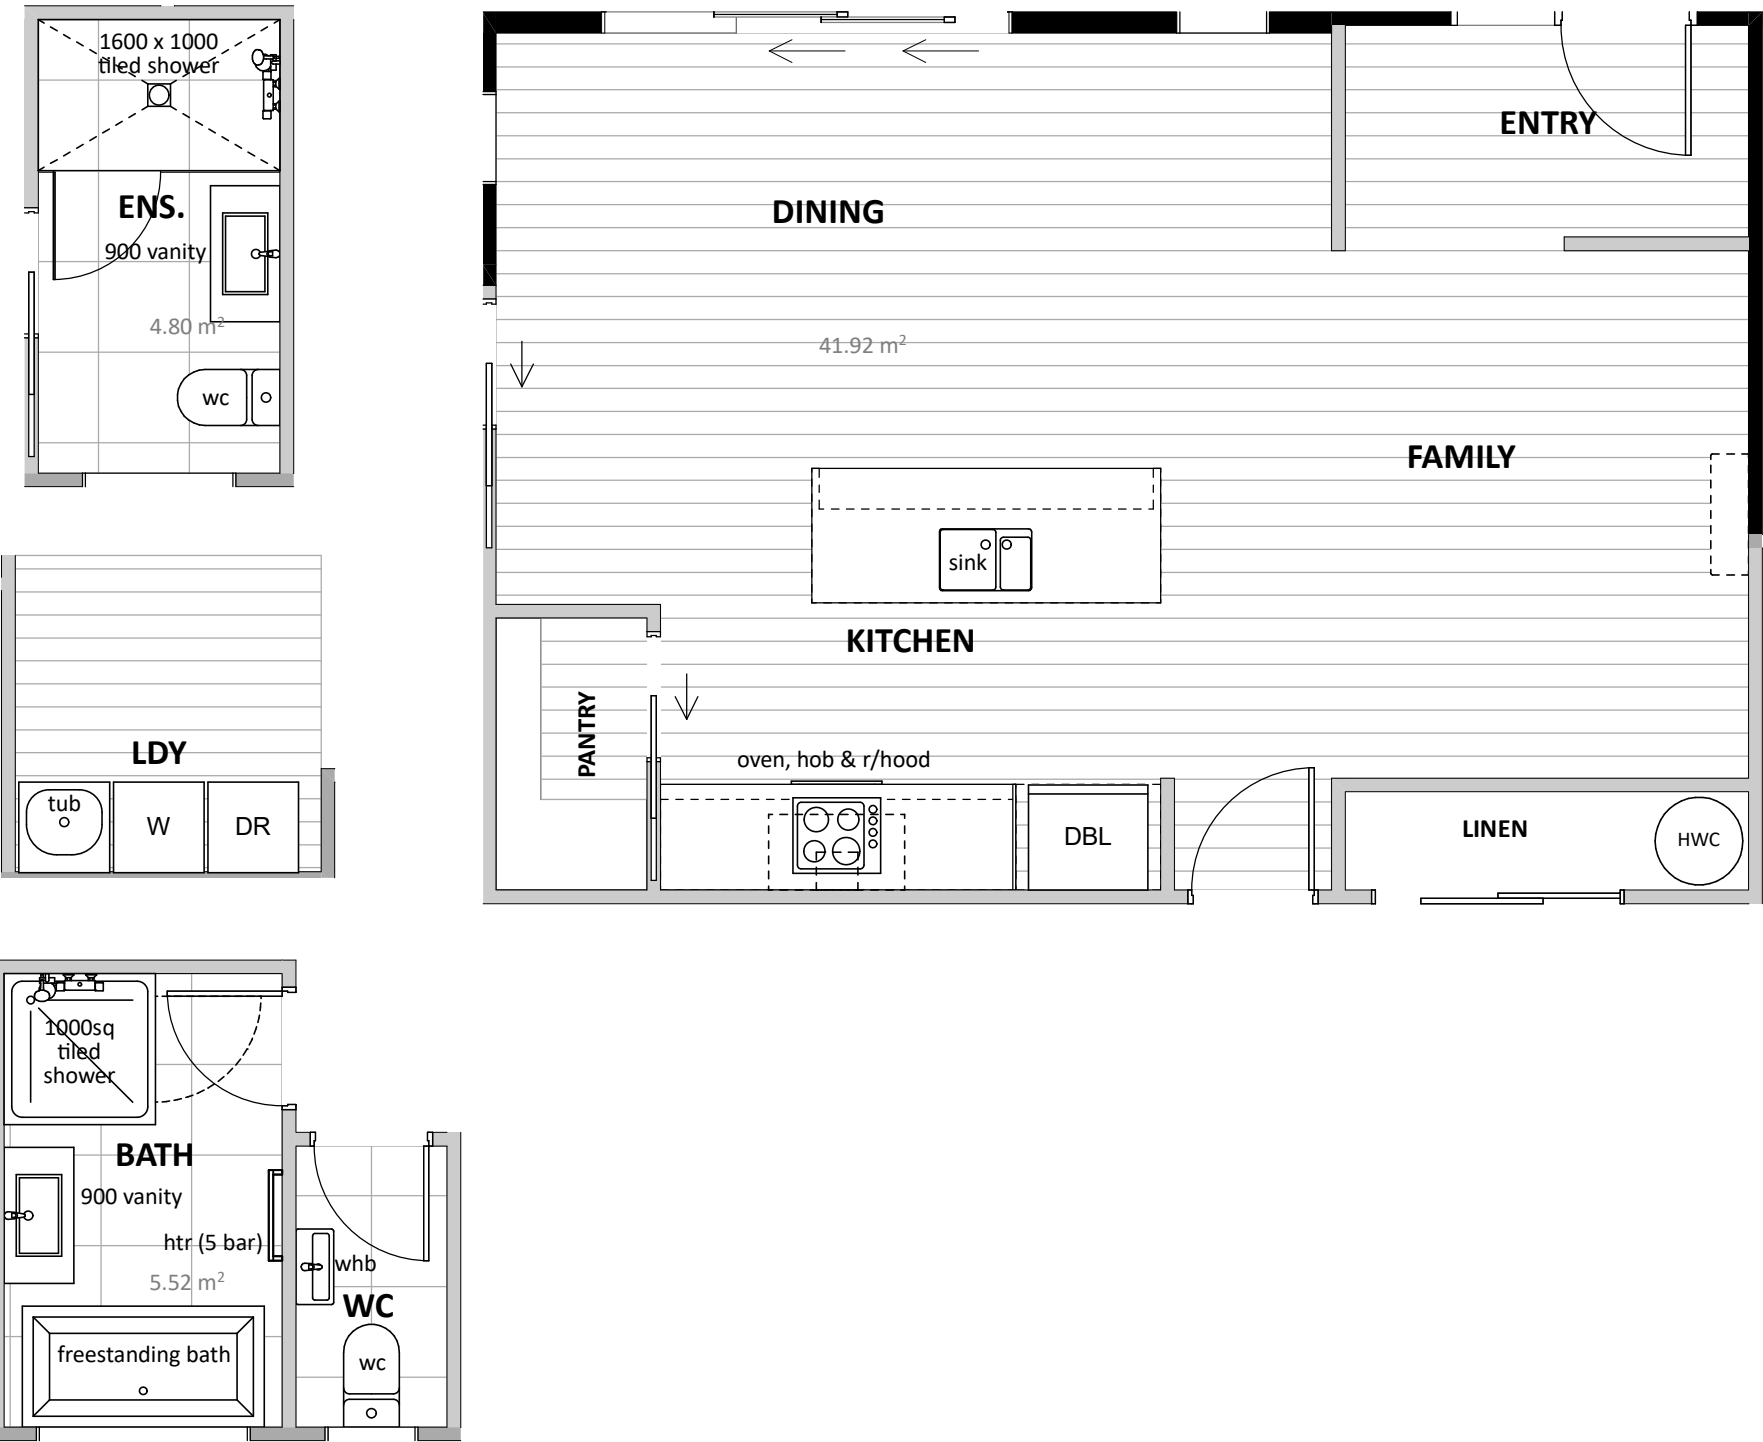 1600 x 1000
tiled shower
ENS.
900 vanity
4.80 m²
wc
ENTRY
DINING
41.92 m²
FAMILY
sink
KITCHEN
PANTRY
oven, hob & r/hood
DBL
LINEN
HWC
LDY
tub
W
DR
1000sq
tiled
shower
BATH
900 vanity
htr (5 bar)
5.52 m²
freestanding bath
whb
WC
wc